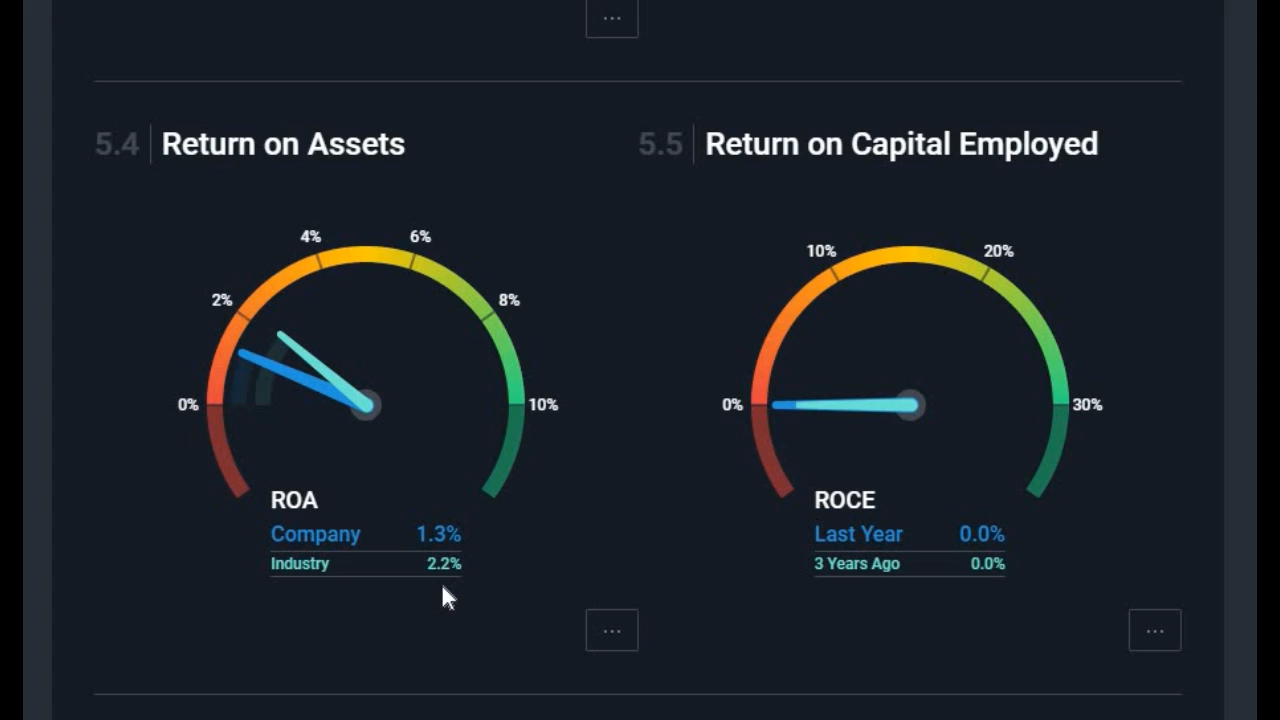 ...
5.4 Return on Assets
4% 6%
2% 8%
0% 10%
ROA
Company 1.3%
Industry 2.2%
...
5.5 Return on Capital Employed
10% 20%
0% 30%
ROCE
Last Year 0.0%
3 Years Ago 0.0%
...